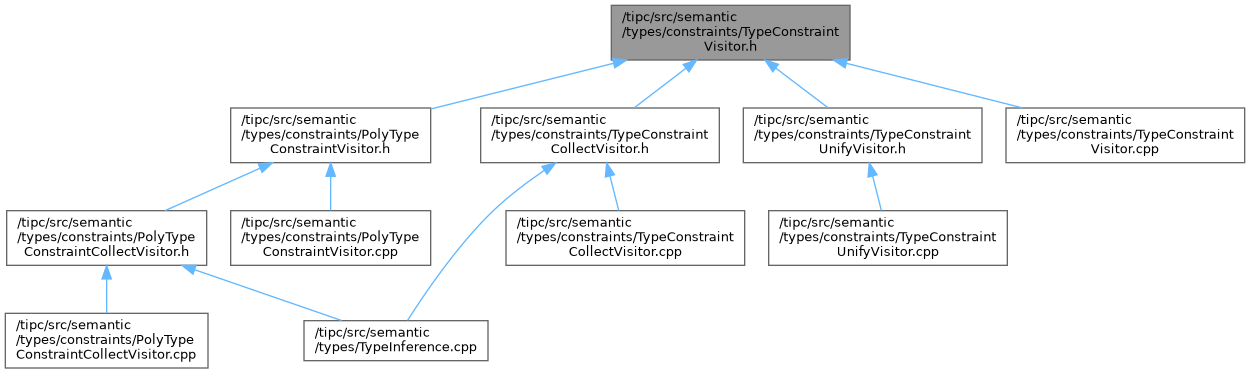 /tipc/src/semantic
/types/constraints/TypeConstraint
Visitor.h
/tipc/src/semantic
/types/constraints/PolyType
ConstraintVisitor.h
/tipc/src/semantic
/types/constraints/TypeConstraint
CollectVisitor.h
/tipc/src/semantic
/types/constraints/TypeConstraint
UnifyVisitor.h
/tipc/src/semantic
/types/constraints/TypeConstraint
Visitor.cpp
/tipc/src/semantic
/types/constraints/PolyType
ConstraintCollectVisitor.h
/tipc/src/semantic
/types/constraints/PolyType
ConstraintVisitor.cpp
/tipc/src/semantic
/types/constraints/TypeConstraint
CollectVisitor.cpp
/tipc/src/semantic
/types/constraints/TypeConstraint
UnifyVisitor.cpp
/tipc/src/semantic
/types/constraints/PolyType
ConstraintCollectVisitor.cpp
/tipc/src/semantic
/types/TypeInference.cpp